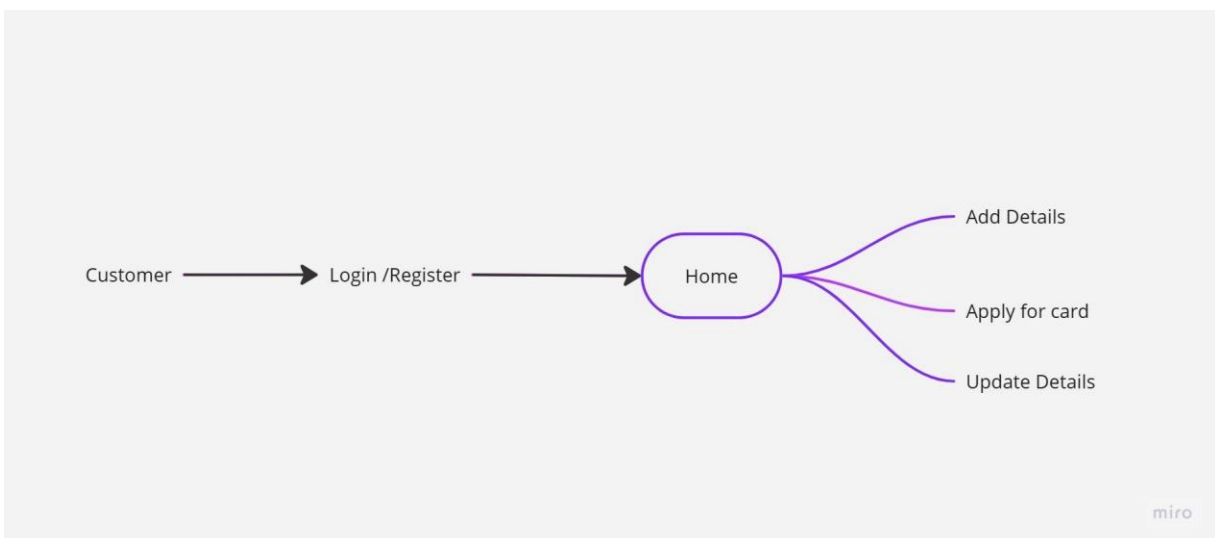 Customer
Login /Register
Home
Add Details
Apply for card
Update Details
miro